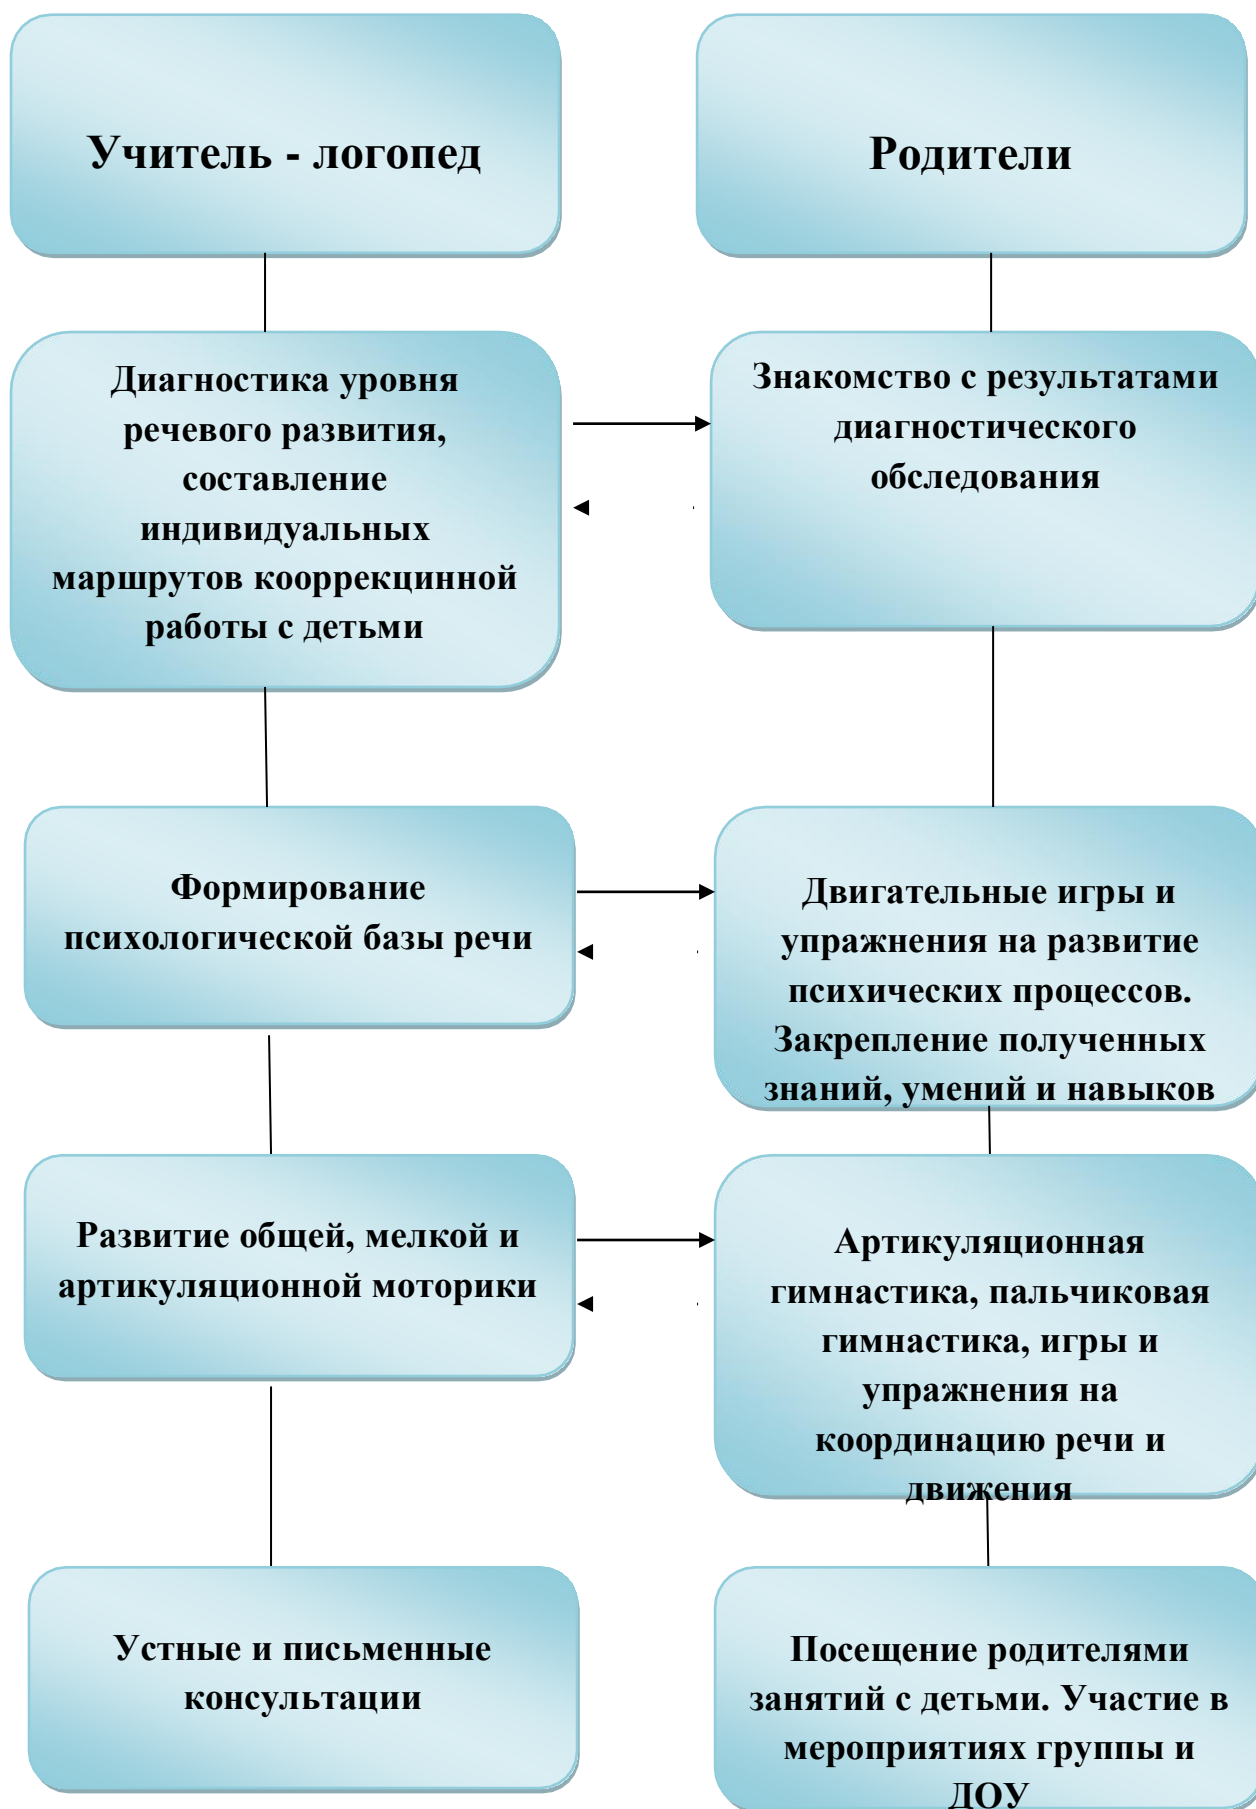 Учитель - логопед
Родители
Диагностика уровня
речевого развития,
составление
индивидуальных
маршрутов кооррекцинной
работы с детьми
Знакомство с результатами
диагностического
обследования
Формирование
психологической базы речи
Двигательные игры и
упражнения на развитие
психических процессов.
Закрепление полученных
знаний, умений и навыков
Развитие общей, мелкой и
артикуляционной моторики
Артикуляционная
гимнастика, пальчиковая
гимнастика, игры и
упражнения на
координацию речи и
движения
Устные и письменные
консультации
Посещение родителями
занятий с детьми. Участие в
мероприятиях группы и
ДОУ